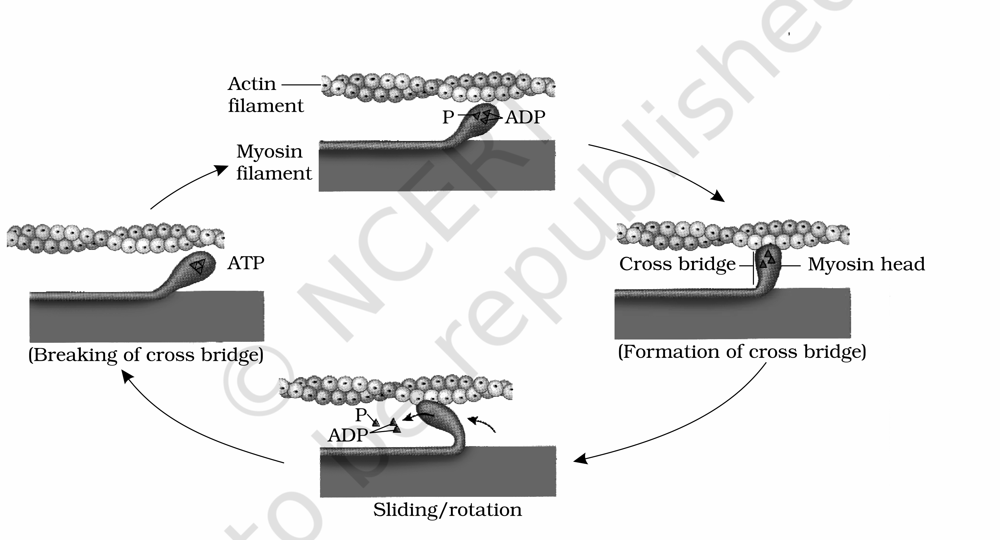 Actin
filament
P
ADP
Myosin
filament
ATP
(Breaking of cross bridge)
Cross bridge
Myosin head
(Formation of cross bridge)
P
ADP
Sliding/rotation
© NCERT
to be republished